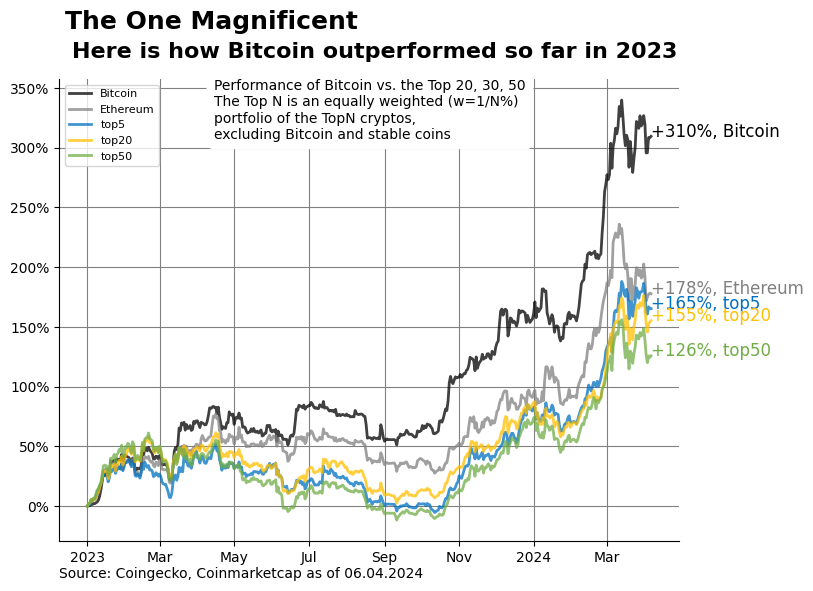 The One Magnificent
Here is how Bitcoin outperformed so far in 2023
350%
300%
250%
200%
150%
100%
50%
0%
Bitcoin
Ethereum
top5
top20
top50
Performance of Bitcoin vs. the Top 20, 30, 50
The Top N is an equally weighted (w=1/N%)
portfolio of the TopN cryptos,
excluding Bitcoin and stable coins
+310%, Bitcoin
+178%, Ethereum
+165%, top5
+155%, top20
+126%, top50
2023 Mar May Jul Sep Nov 2024 Mar
Source: Coingecko, Coinmarketcap as of 06.04.2024